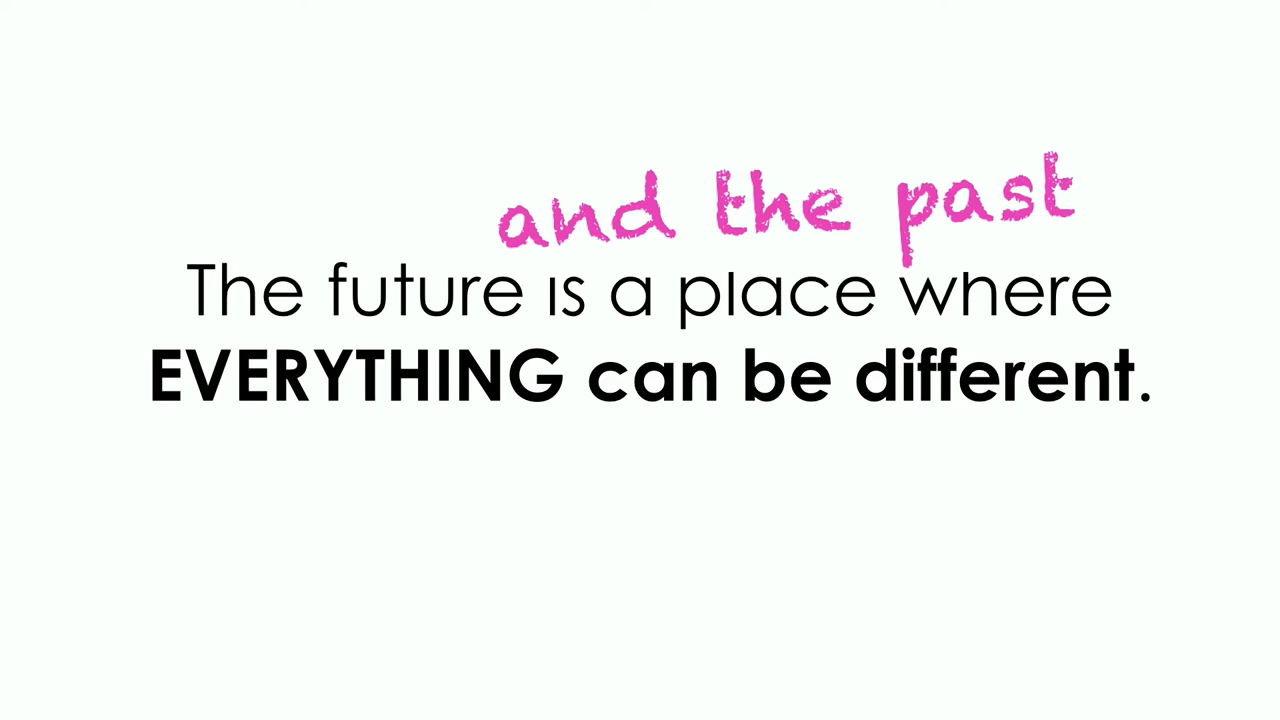 and the past
The future is a place where
EVERYTHING can be different.